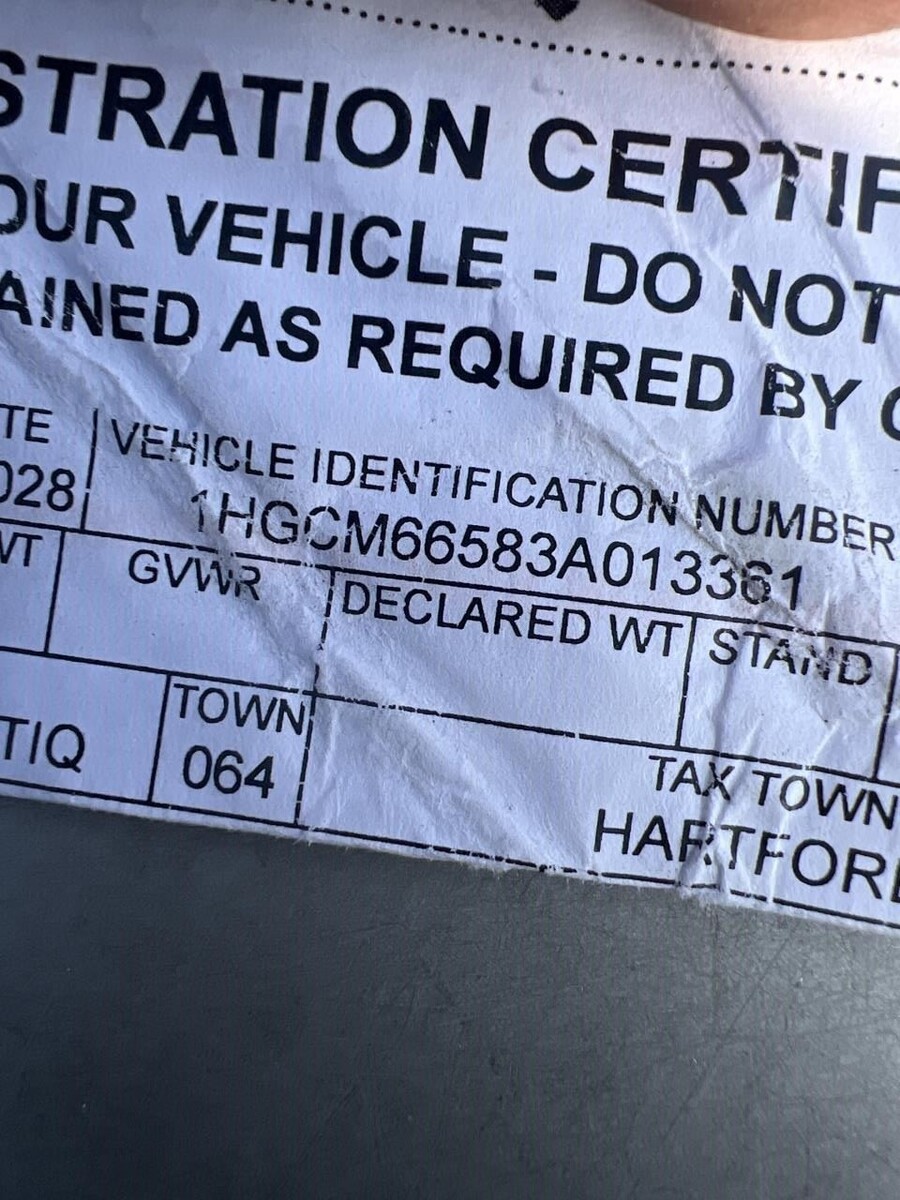 STRATION CERTIF
OUR VEHICLE - DO NOT
AINED AS REQUIRED BY C
TE VEHICLE IDENTIFICATION NUMBER
028 1HGCM66583A013361
WT GVWR DECLARED WT STAND
TOWN TAX TOWN
TIQ 064 HARTFORD